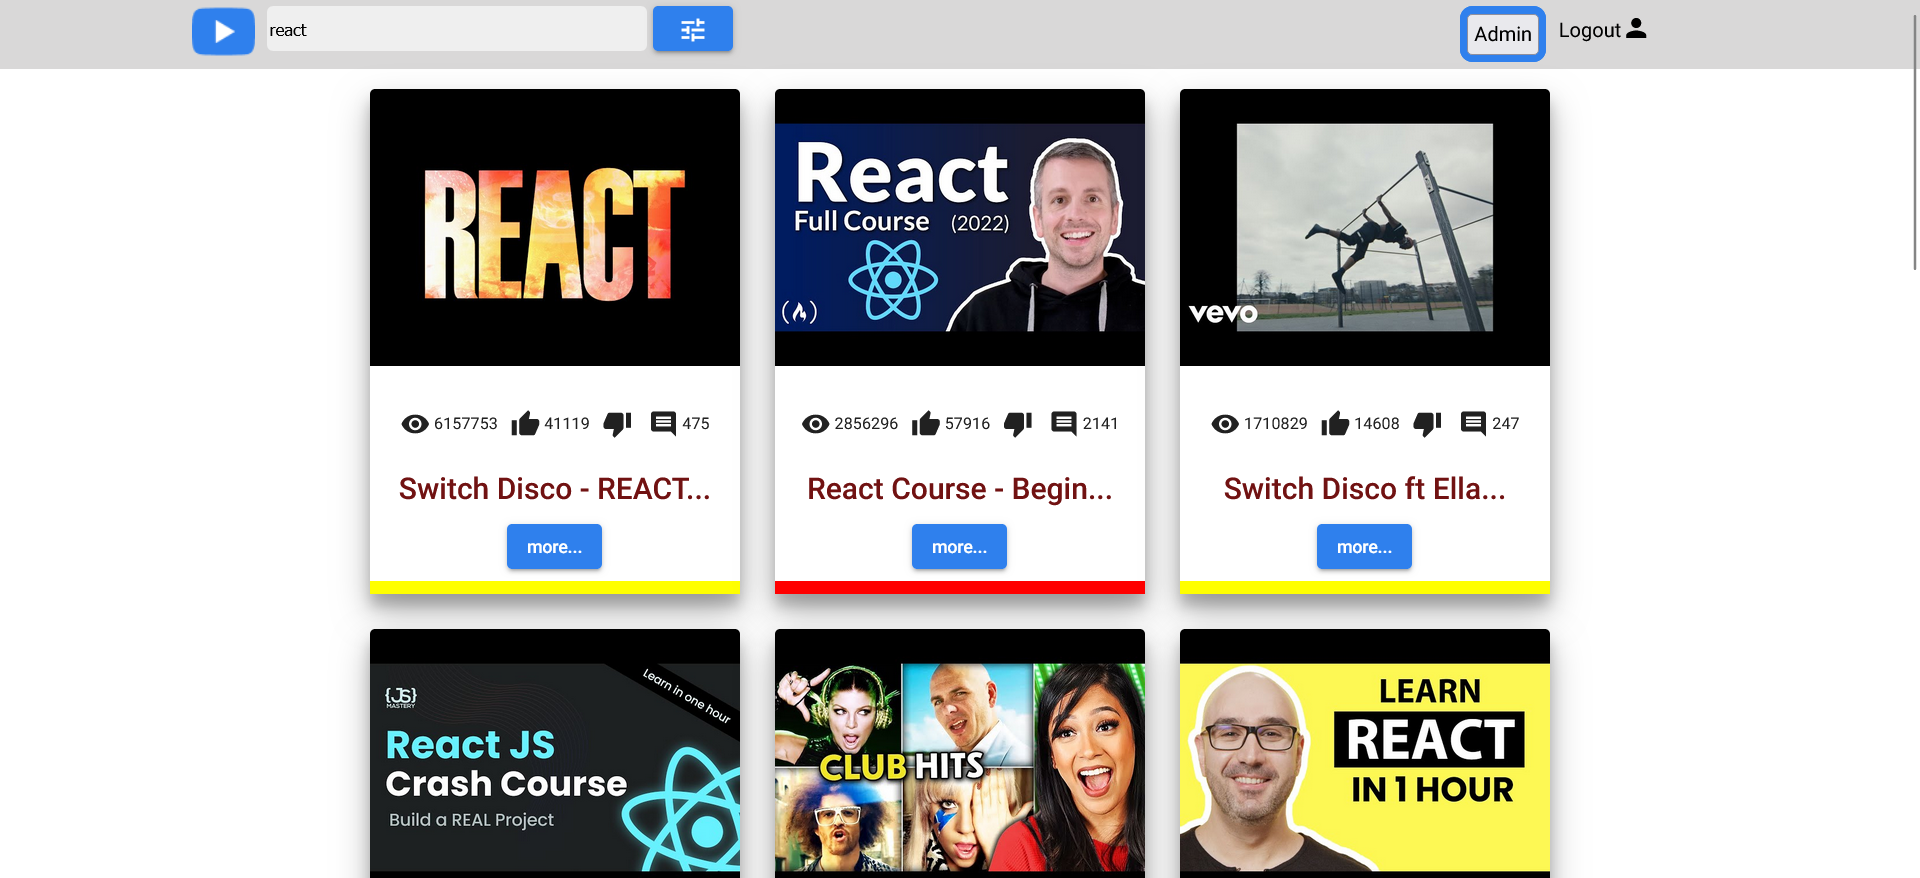 react
Admin
Logout
REACT
React
Full Course (2022)
vevo
6157753 41119 475
2856296 57916 2141
1710829 14608 247
Switch Disco - REACT...
React Course - Begin...
Switch Disco ft Ella...
more...
more...
more...
Learn in one hour
{JS}
MASTERY
React JS
Crash Course
Build a REAL Project
CLUB HITS
LEARN
REACT
IN 1 HOUR